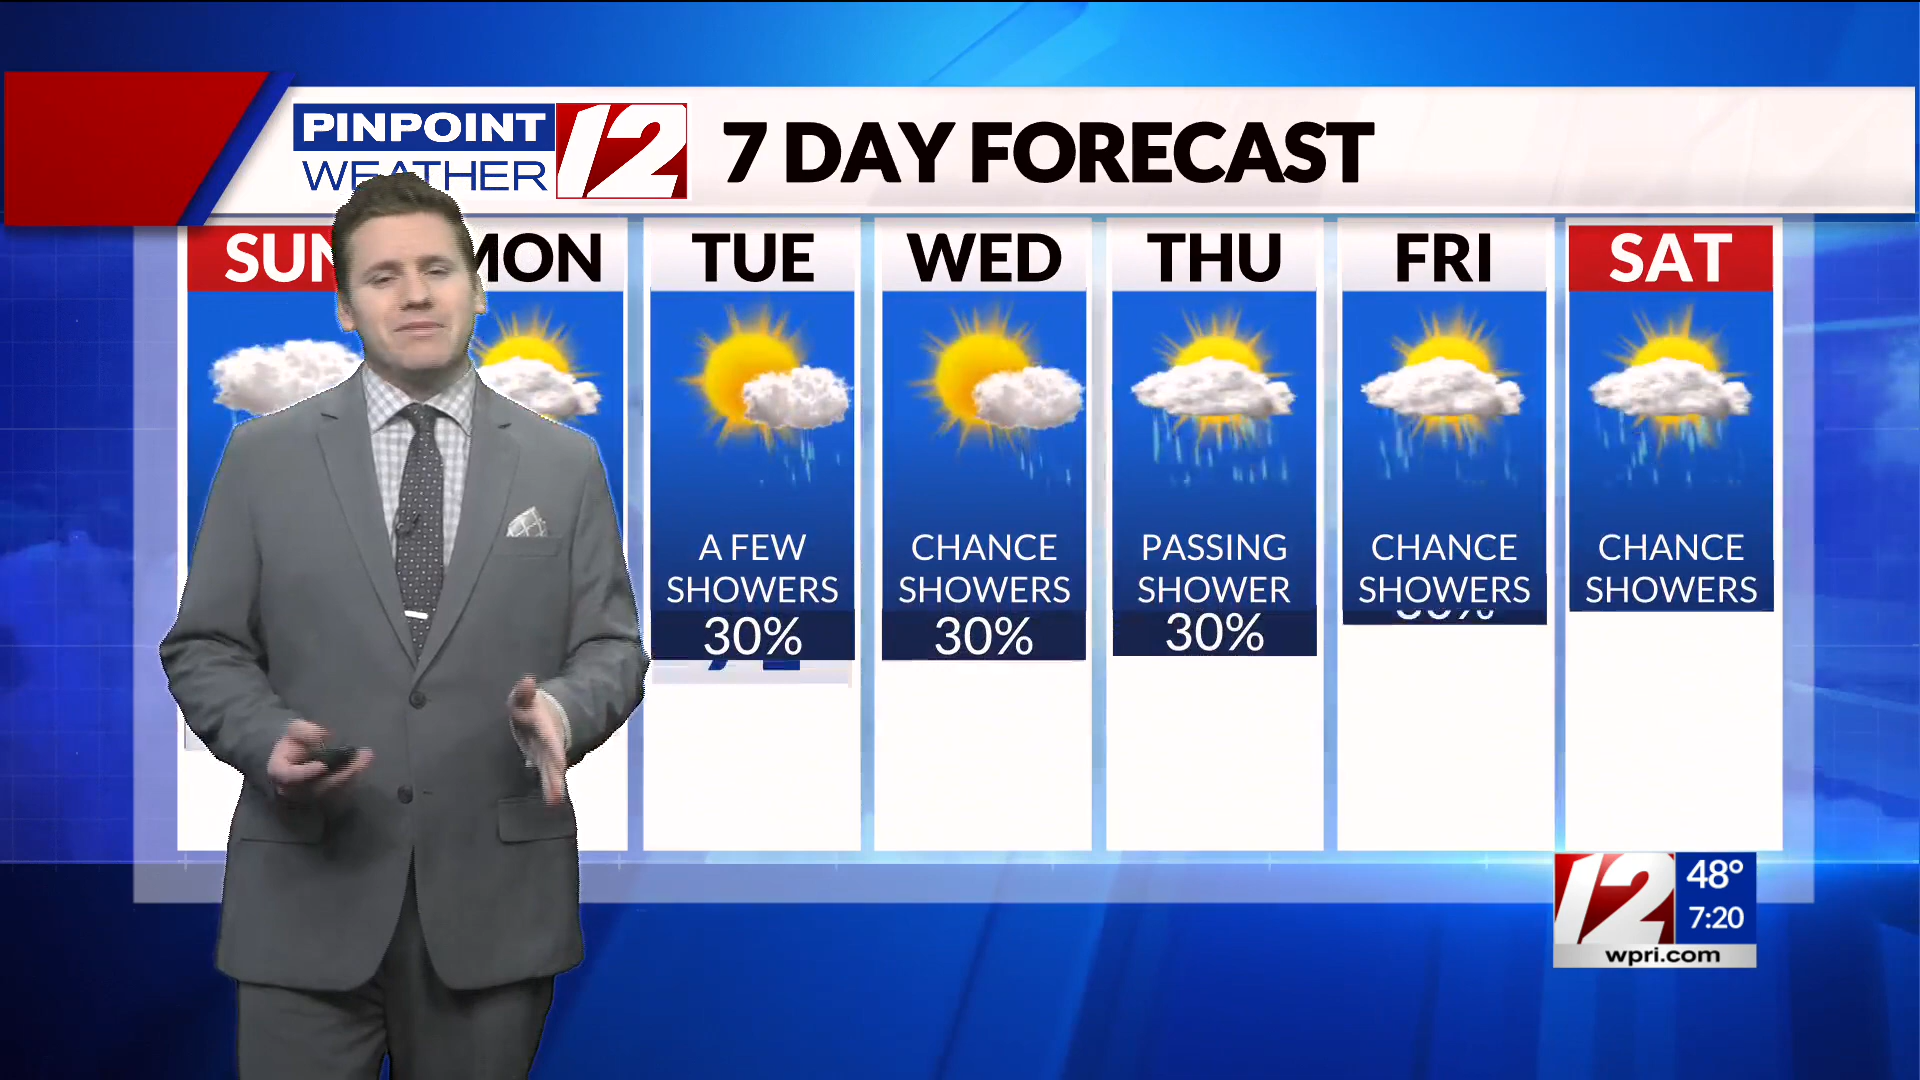 PINPOINT
WEATHER
12
7 DAY FORECAST
SUN
MON
TUE
WED
THU
FRI
SAT
A FEW
SHOWERS
30%
CHANCE
SHOWERS
30%
PASSING
SHOWER
30%
CHANCE
SHOWERS
CHANCE
SHOWERS
12
48°
7:20
wpri.com